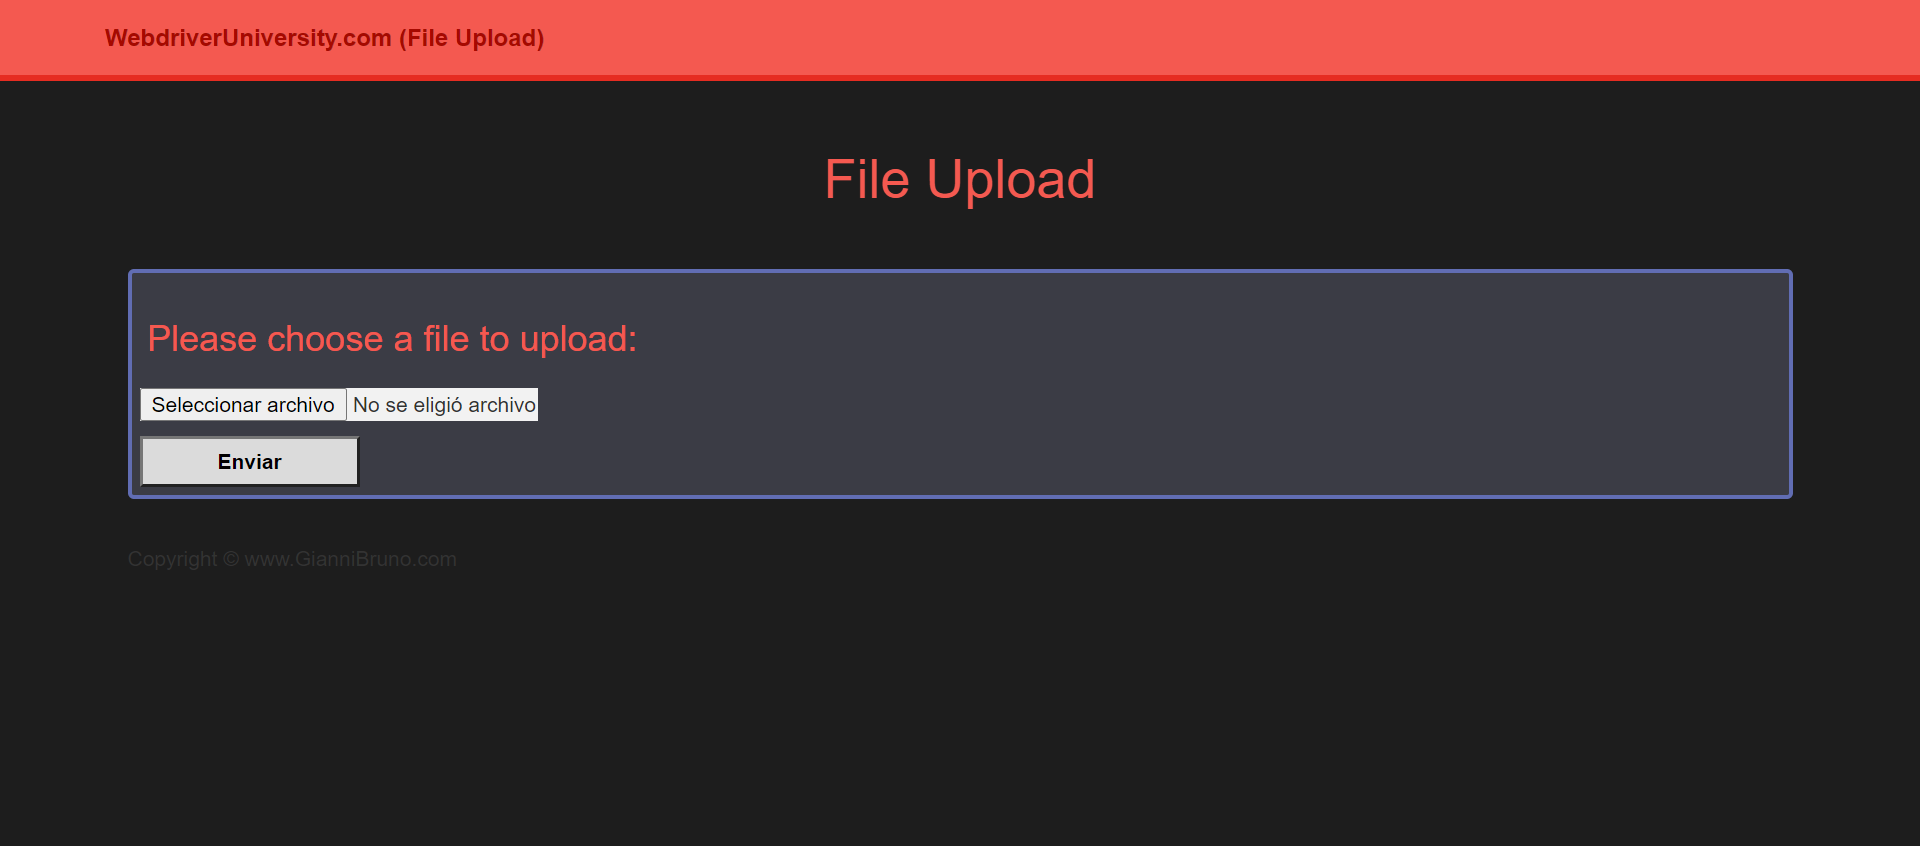 WebdriverUniversity.com (File Upload)
File Upload
Please choose a file to upload:
Seleccionar archivo No se eligió archivo
Enviar
Copyright © www.GianniBruno.com